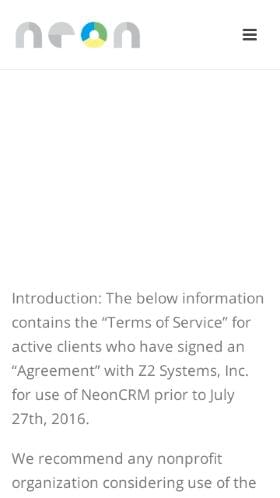 neon
Introduction: The below information
contains the “Terms of Service” for
active clients who have signed an
“Agreement” with Z2 Systems, Inc.
for use of NeonCRM prior to July
27th, 2016.
We recommend any nonprofit
organization considering use of the